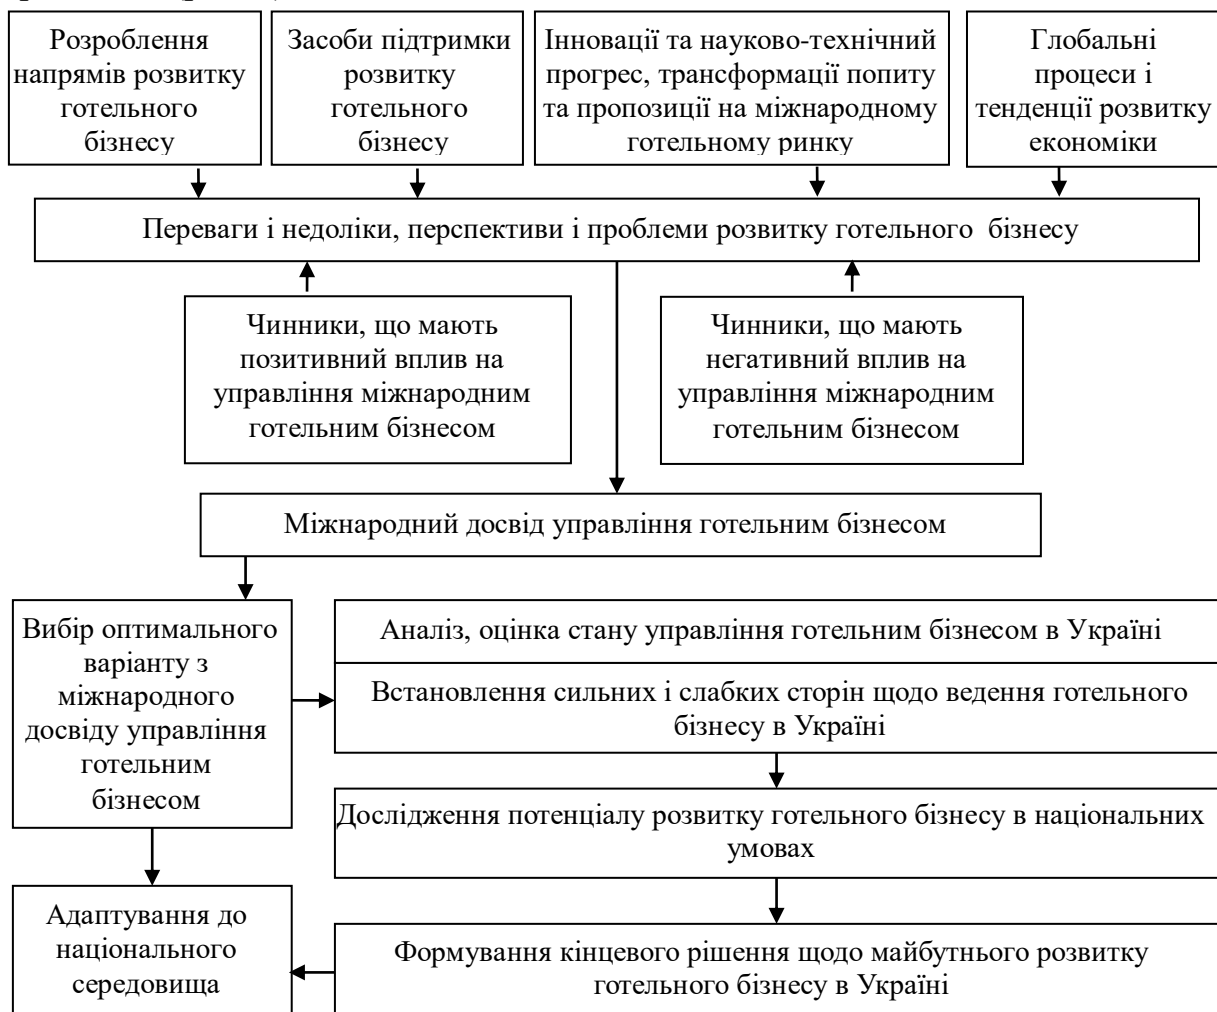 Розроблення
напрямів розвитку
готельного
бізнесу
Засоби підтримки
розвитку
готельного
бізнесу
Інновації та науково-технічний
прогрес, трансформації попиту
та пропозиції на міжнародному
готельному ринку
Глобальні
процеси і
тенденції розвитку
економіки
Переваги і недоліки, перспективи і проблеми розвитку готельного бізнесу
Чинники, що мають
позитивний вплив на
управління міжнародним
готельним бізнесом
Чинники, що мають
негативний вплив на
управління міжнародним
готельним бізнесом
Міжнародний досвід управління готельним бізнесом
Вибір оптимального
варіанту з
міжнародного
досвіду управління
готельним
бізнесом
Аналіз, оцінка стану управління готельним бізнесом в Україні
Встановлення сильних і слабких сторін щодо ведення готельного
бізнесу в Україні
Дослідження потенціалу розвитку готельного бізнесу в національних
умовах
Адаптування до
національного
середовища
Формування кінцевого рішення щодо майбутнього розвитку
готельного бізнесу в Україні